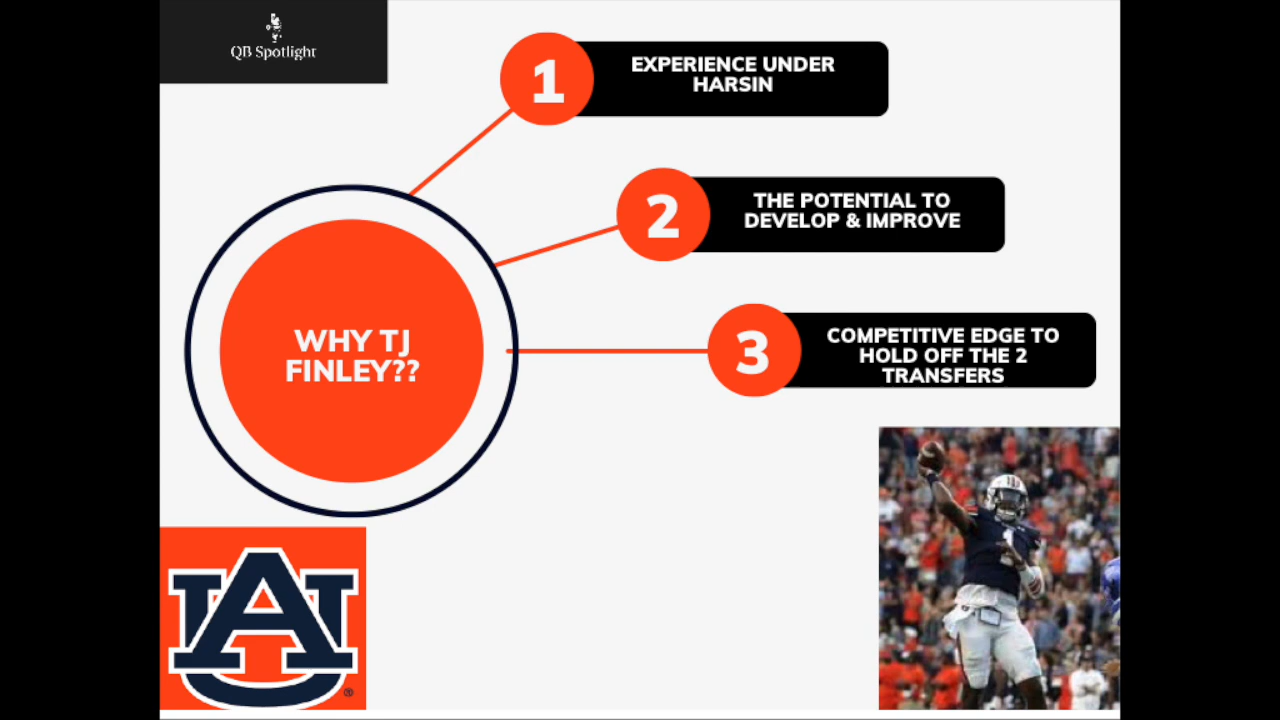 QB Spotlight
1
EXPERIENCE UNDER
HARSIN
2
THE POTENTIAL TO
DEVELOP & IMPROVE
3
COMPETITIVE EDGE TO
HOLD OFF THE 2
TRANSFERS
WHY TJ
FINLEY??
AU
®
1